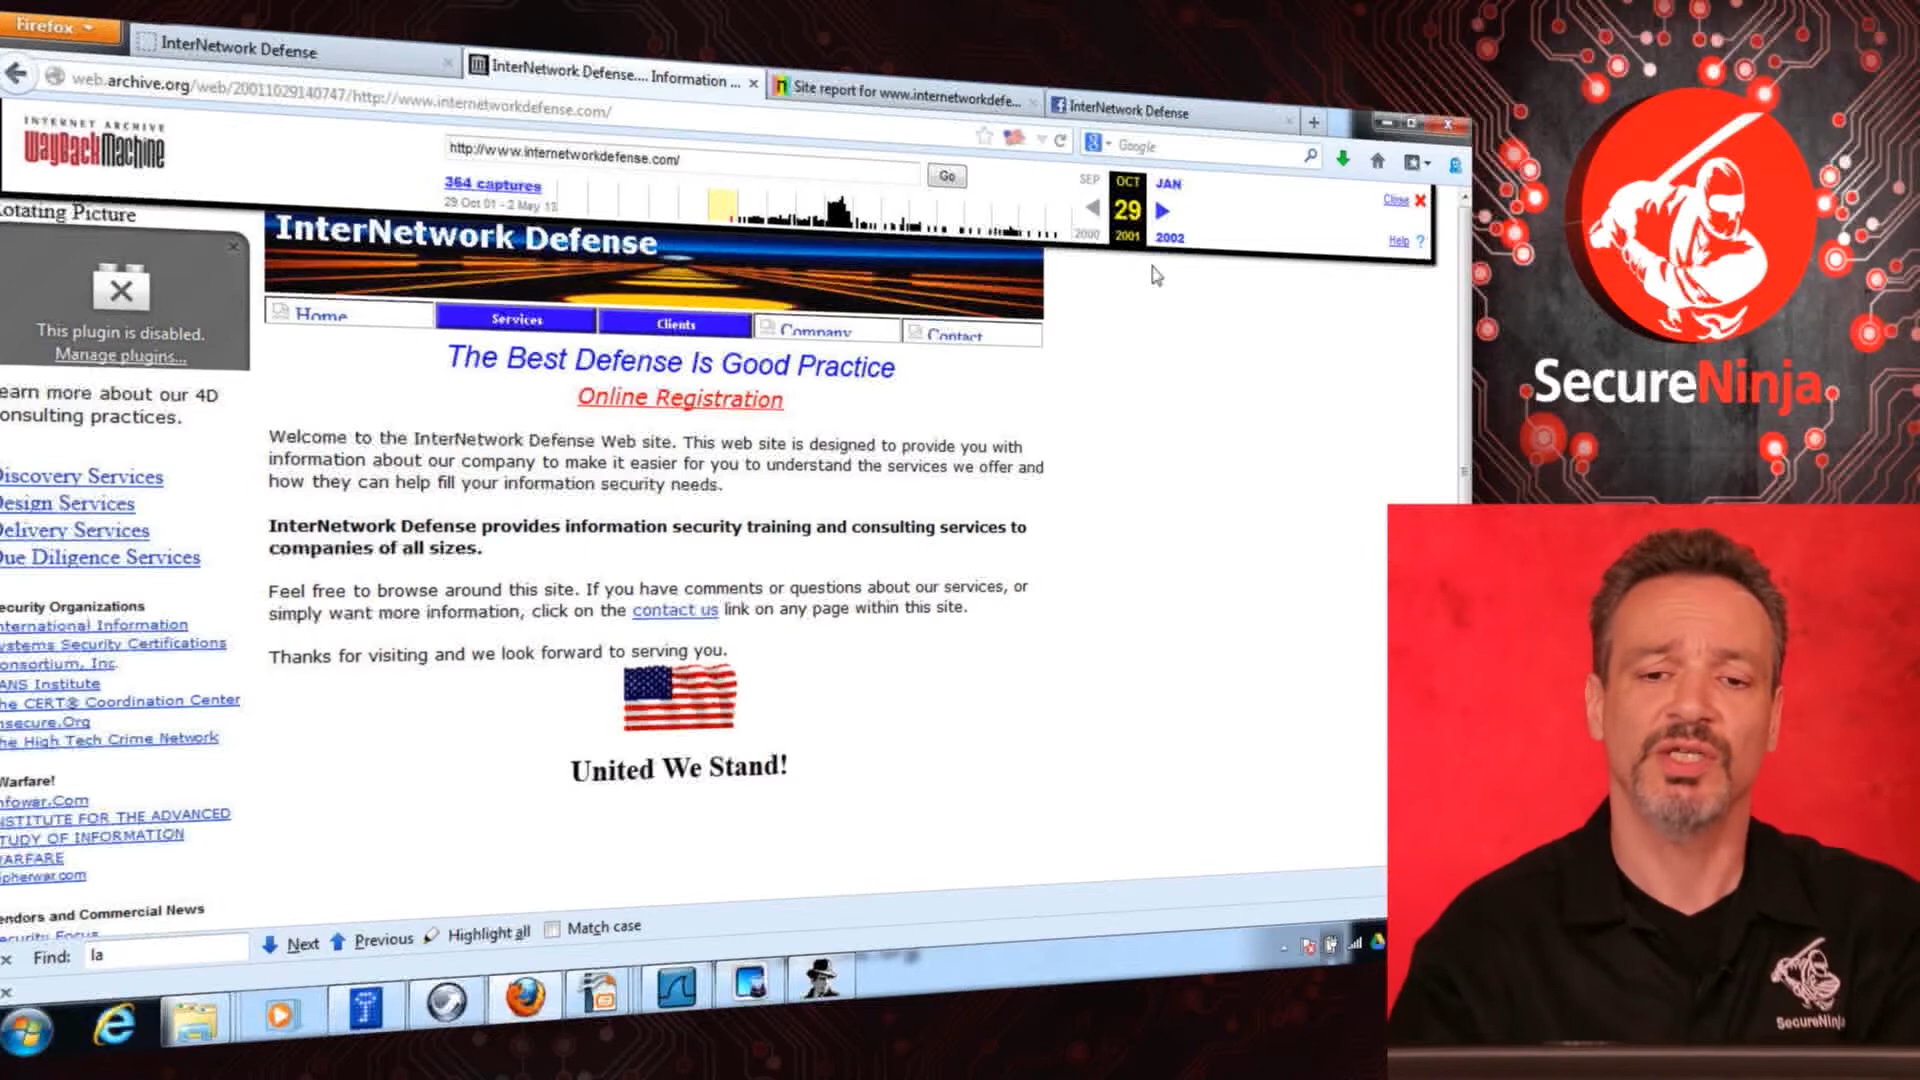 Firefox
InterNetwork Defense
InterNetwork Defense.... Information ...
Site report for www.internetworkdefe...
InterNetwork Defense
web.archive.org/web/20011029140747/http://www.internetworkdefense.com/
Google
INTERNET ARCHIVE
WayBackMachine
http://www.internetworkdefense.com/
Go
364 captures
29 Oct 01 - 2 May 13
SEP
OCT
JAN
29
2000
2001
2002
Close
Help ?
otating Picture
This plugin is disabled.
Manage plugins...
earn more about our 4D
onsulting practices.
iscovery Services
esign Services
elivery Services
ue Diligence Services
ecurity Organizations
nternational Information
ystems Security Certifications
onsortium, Inc.
ANS Institute
he CERT® Coordination Center
nsecure.Org
he High Tech Crime Network
Warfare!
nfowar.Com
NSTITUTE FOR THE ADVANCED
TUDY OF INFORMATION
ARFARE
ipherwar.com
endors and Commercial News
ecurity Focus
InterNetwork Defense
Home
Services
Clients
Company
Contact
The Best Defense Is Good Practice
Online Registration
Welcome to the InterNetwork Defense Web site. This web site is designed to provide you with
information about our company to make it easier for you to understand the services we offer and
how they can help fill your information security needs.
InterNetwork Defense provides information security training and consulting services to
companies of all sizes.
Feel free to browse around this site. If you have comments or questions about our services, or
simply want more information, click on the contact us link on any page within this site.
Thanks for visiting and we look forward to serving you.
United We Stand!
Find: la
Next
Previous
Highlight all
Match case
SecureNinja
SecureNinja